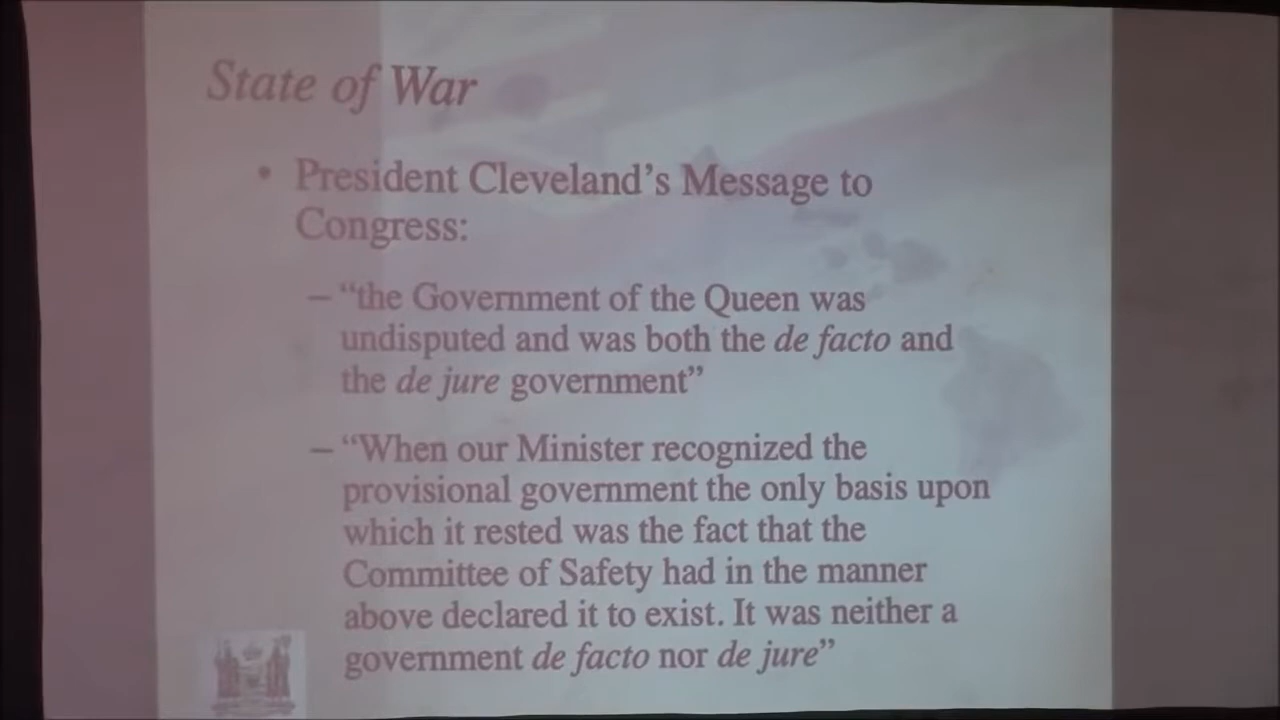 State of War
• President Cleveland's Message to
Congress:
– “the Government of the Queen was
undisputed and was both the de facto and
the de jure government”
– “When our Minister recognized the
provisional government the only basis upon
which it rested was the fact that the
Committee of Safety had in the manner
above declared it to exist. It was neither a
government de facto nor de jure”